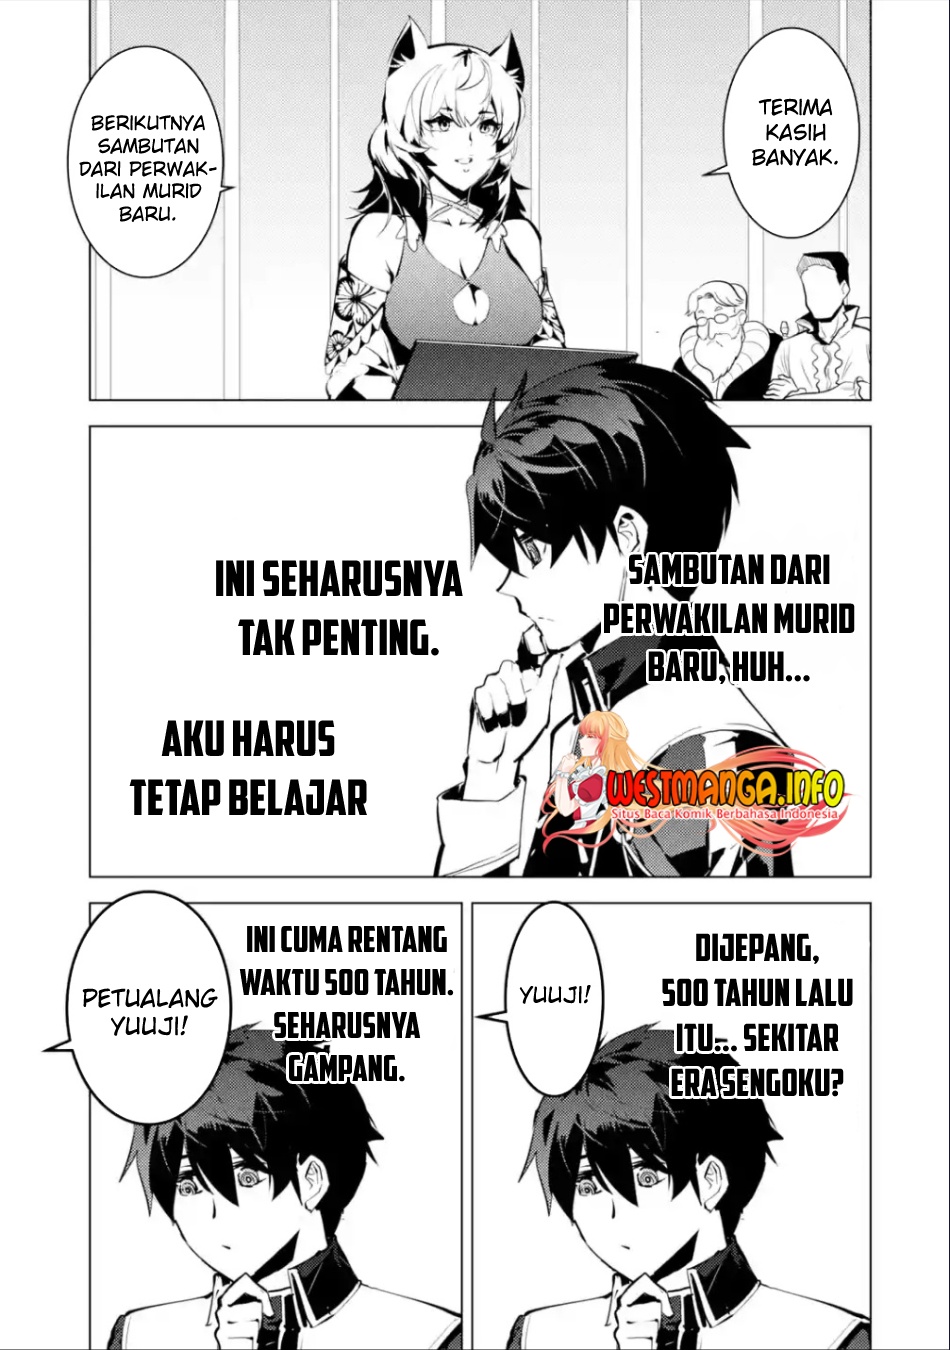 TERIMA
KASIH
BANYAK.
BERIKUTNYA
SAMBUTAN
DARI PERWAK-
ILAN MURID
BARU.
SAMBUTAN DARI
PERWAKILAN MURID
BARU, HUH...
INI SEHARUSNYA
TAK PENTING.
AKU HARUS
TETAP BELAJAR
WESTMANGA.INFO
Situs Baca Komik Berbahasa Indonesia
DIJEPANG,
500 TAHUN LALU
ITU... SEKITAR
ERA SENGOKU?
YUUJI!
INI CUMA RENTANG
WAKTU 500 TAHUN.
SEHARUSNYA
GAMPANG.
PETUALANG
YUUJI!